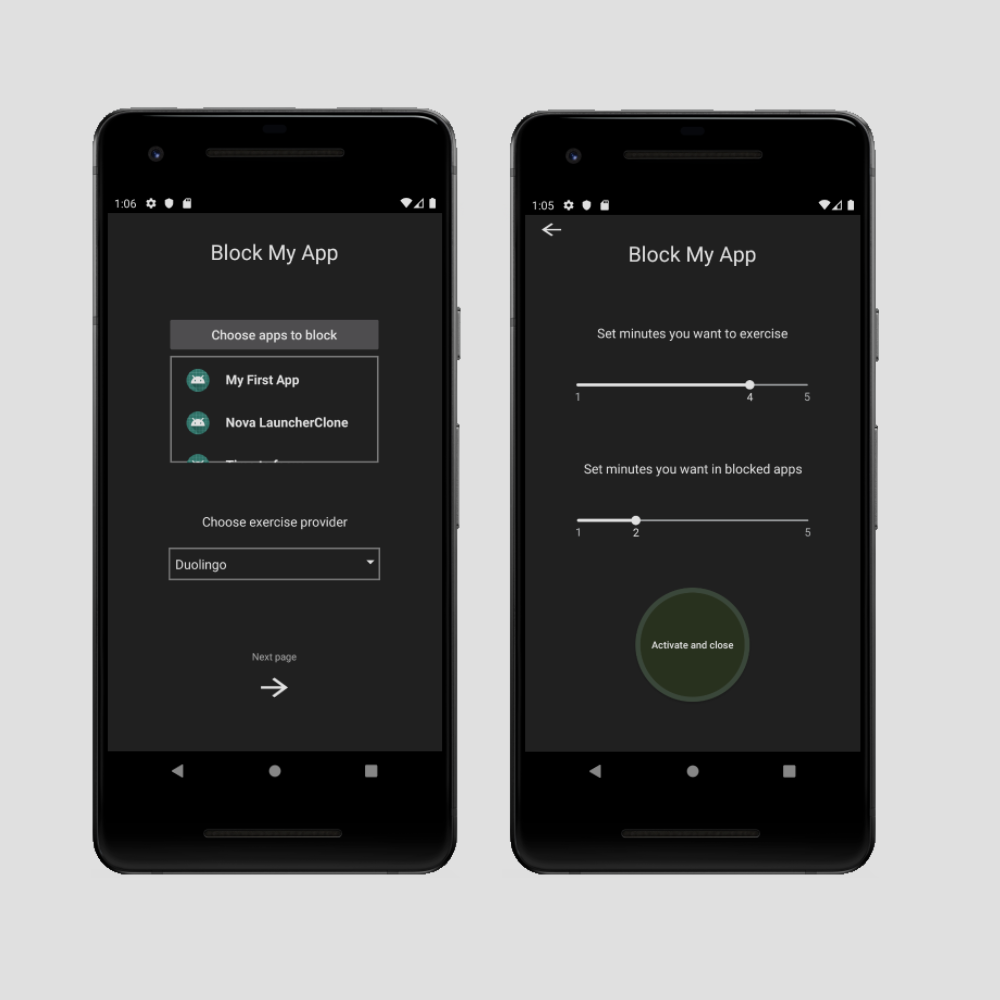 1:06
Block My App
Choose apps to block
My First App
Nova LauncherClone
Choose exercise provider
Duolingo
Next page
1:05
Block My App
Set minutes you want to exercise
1 4 5
Set minutes you want in blocked apps
1 2 5
Activate and close